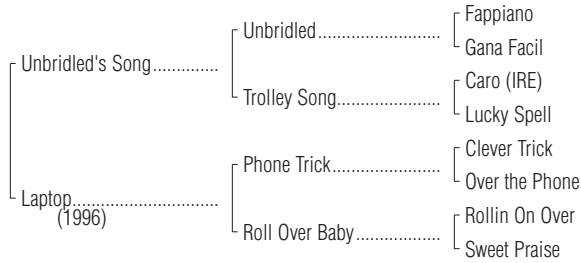 Fappiano
Unbridled
Gana Facil
Unbridled's Song
Caro (IRE)
Trolley Song
Lucky Spell
Clever Trick
Phone Trick
Over the Phone
Laptop
(1996)
Rollin On Over
Roll Over Baby
Sweet Praise